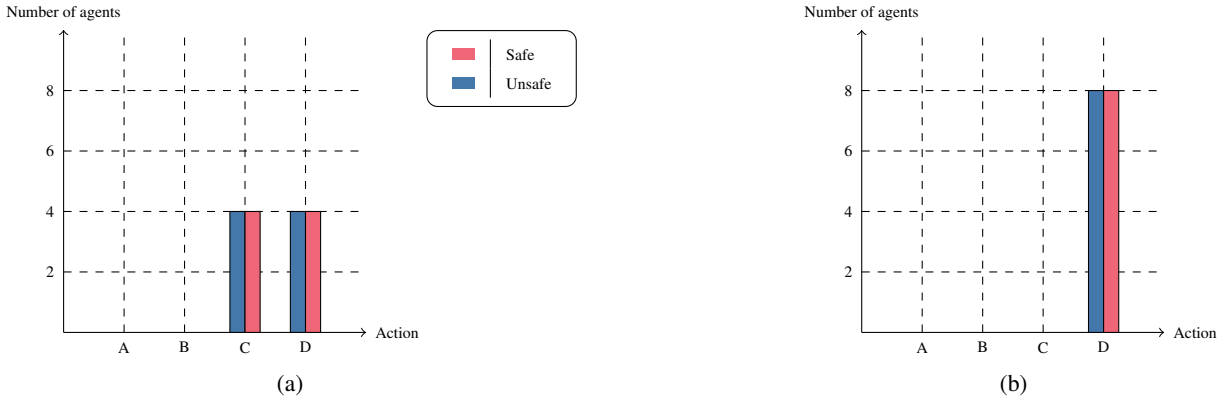 Number of agents
8
6
4
2
A B C D
Action
(a)
Safe
Unsafe
Number of agents
8
6
4
2
A B C D
Action
(b)